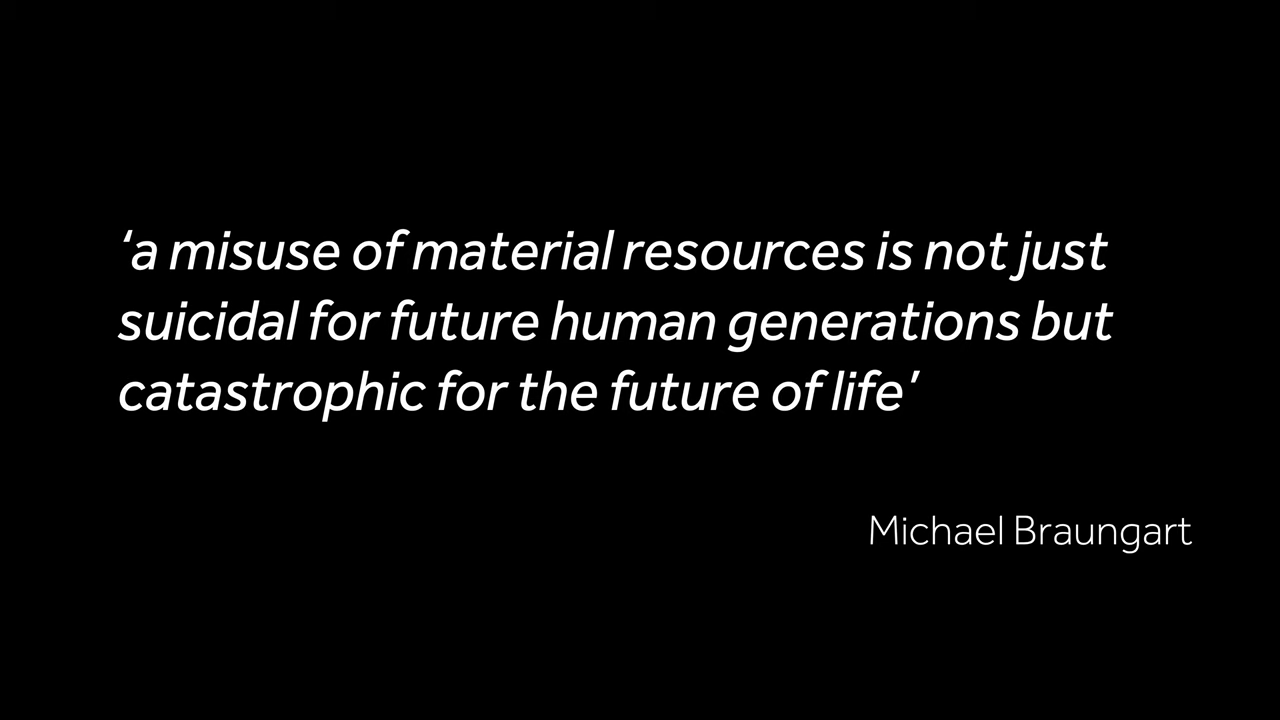 ‘a misuse of material resources is not just
suicidal for future human generations but
catastrophic for the future of life’
Michael Braungart